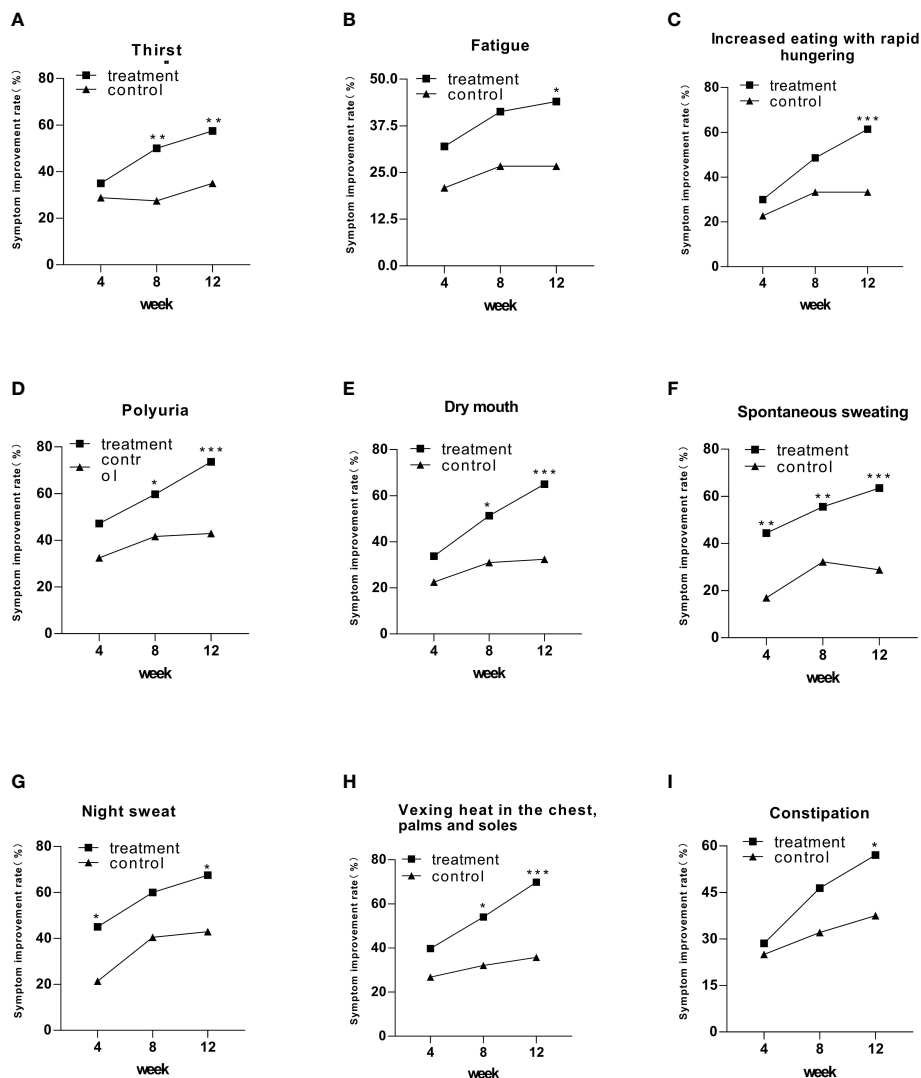 A
Thirst
treatment
control
Symptom improvement rate（%）
80
60
40
20
0
* *
* *
4
8
12
week
B
Fatigue
treatment
control
Symptom improvement rate（%）
50.0
37.5
25.0
12.5
0.0
*
4
8
12
week
C
Increased eating with rapid
hungering
treatment
control
Symptom improvement rate（%）
80
60
40
20
0
* * *
4
8
12
week
D
Polyuria
treatment
contr
ol
Symptom improvement rate（%）
80
60
40
20
0
*
* * *
4
8
12
week
E
Dry mouth
treatment
control
Symptom improvement rate（%）
80
60
40
20
0
*
* * *
4
8
12
week
F
Spontaneous sweating
treatment
control
Symptom improvement rate（%）
80
60
40
20
0
* *
* *
* * *
4
8
12
week
G
Night sweat
treatment
control
Symptom improvement rate（%）
80
60
40
20
0
*
*
4
8
12
week
H
Vexing heat in the chest,
palms and soles
treatment
control
Symptom improvement rate（%）
80
60
40
20
0
*
* * *
4
8
12
week
I
Constipation
treatment
control
Symptom improvement rate（%）
60
45
30
15
0
*
4
8
12
week